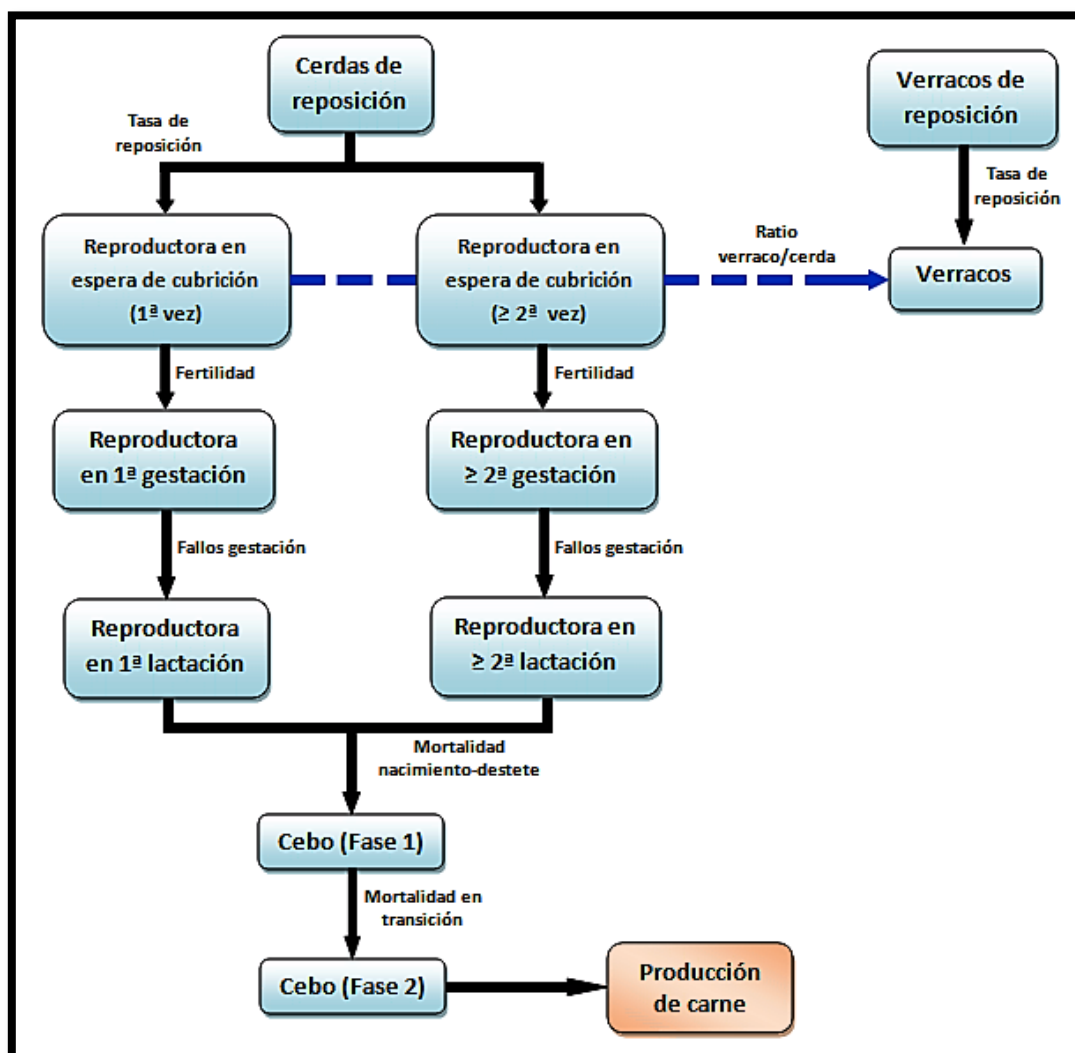 Cerdas de
reposición
Verracos de
reposición
Tasa de
reposición
Tasa de
reposición
Reproductora en
espera de cubrición
(1ª vez)
Reproductora en
espera de cubrición
(≥ 2ª vez)
Ratio
verraco/cerda
Verracos
Fertilidad
Fertilidad
Reproductora
en 1ª gestación
Reproductora en
≥ 2ª gestación
Fallos gestación
Fallos gestación
Reproductora
en 1ª lactación
Reproductora en
≥ 2ª lactación
Mortalidad
nacimiento-destete
Cebo (Fase 1)
Mortalidad en
transición
Cebo (Fase 2)
Producción
de carne